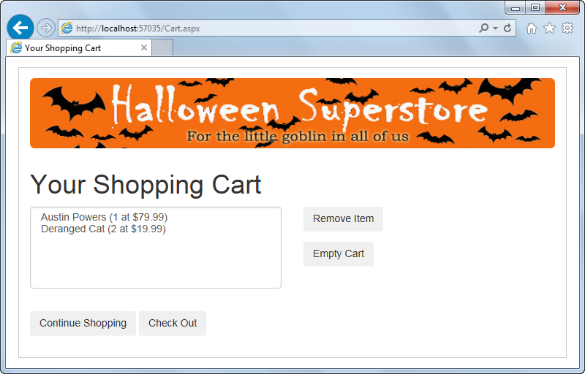 http://localhost:57035/Cart.aspx
Your Shopping Cart
Halloween Superstore
For the little goblin in all of us
Your Shopping Cart
Austin Powers (1 at $79.99)
Deranged Cat (2 at $19.99)
Remove Item
Empty Cart
Continue Shopping
Check Out